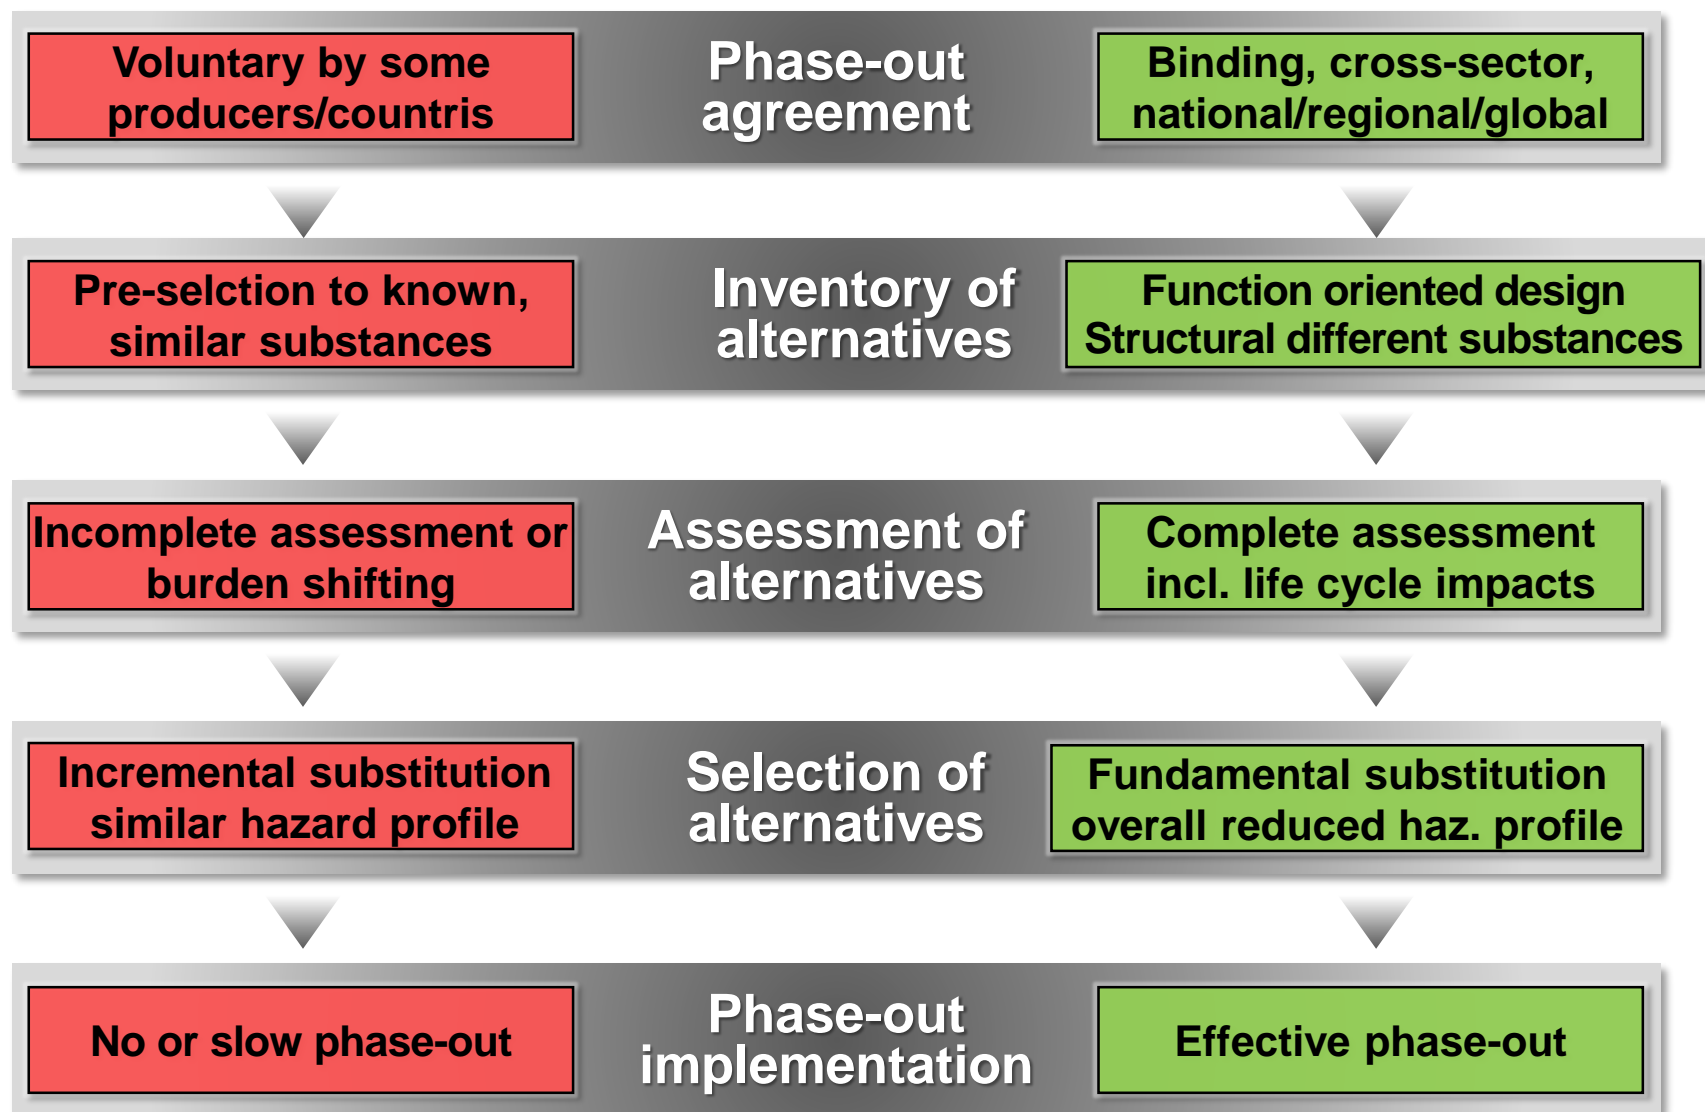 Voluntary by some
producers/countris
Phase-out
agreement
Binding, cross-sector,
national/regional/global
Pre-selction to known,
similar substances
Inventory of
alternatives
Function oriented design
Structural different substances
Incomplete assessment or
burden shifting
Assessment of
alternatives
Complete assessment
incl. life cycle impacts
Incremental substitution
similar hazard profile
Selection of
alternatives
Fundamental substitution
overall reduced haz. profile
No or slow phase-out
Phase-out
implementation
Effective phase-out